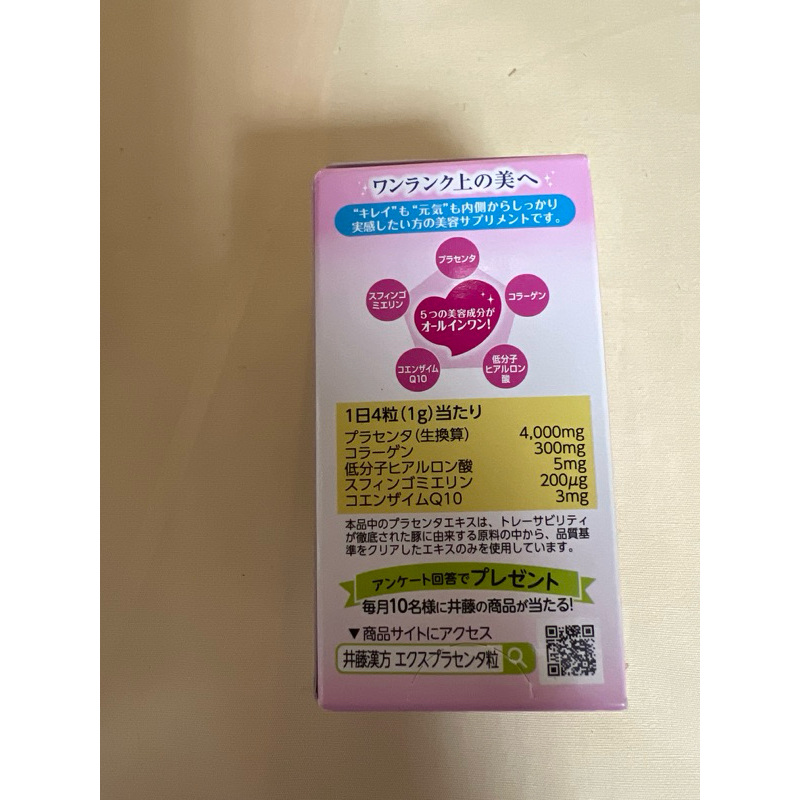 ワンランク上の美へ
“キレイ”も“元気”も内側からしっかり
実感したい方の美容サプリメントです。
プラセンタ
スフィンゴ
ミエリン
コラーゲン
5つの美容成分が
オールインワン!
コエンザイム
Q10
低分子
ヒアルロン
酸
1日4粒(1g)当たり
プラセンタ(生換算) 4,000mg
コラーゲン 300mg
低分子ヒアルロン酸 5mg
スフィンゴミエリン 200μg
コエンザイムQ10 3mg
本品中のプラセンタエキスは、トレーサビリティ
が徹底された豚に由来する原料の中から、品質基
準をクリアしたエキスのみを使用しています。
アンケート回答でプレゼント
毎月10名様に井藤の商品が当たる!
▼商品サイトにアクセス
井藤漢方 エクスプラセンタ粒